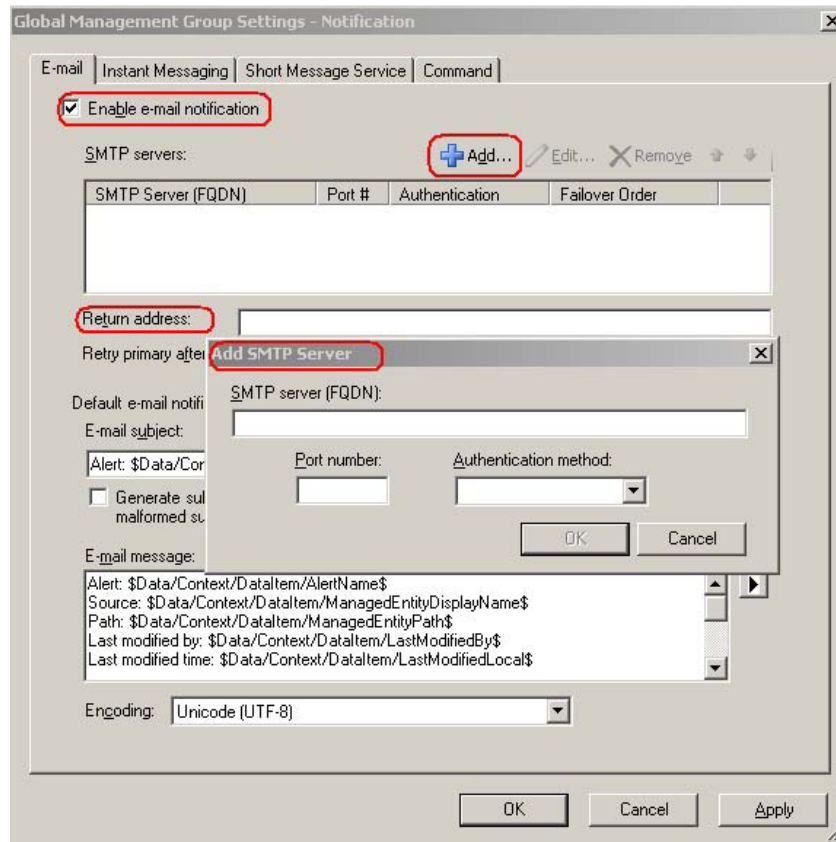 Global Management Group Settings - Notification
E-mail Instant Messaging Short Message Service Command
Enable e-mail notification
SMTP servers: Add... Edit... Remove
SMTP Server (FQDN) Port # Authentication Failover Order
Return address:
Retry primary after
Add SMTP Server
SMTP server (FQDN):
Port number: Authentication method:
OK Cancel
Default e-mail notifi
E-mail subject:
Alert: $Data/Con
Generate sul
malformed su
E-mail message:
Alert: $Data/Context/DataItem/AlertName$
Source: $Data/Context/DataItem/ManagedEntityDisplayName$
Path: $Data/Context/DataItem/ManagedEntityPath$
Last modified by: $Data/Context/DataItem/LastModifiedBy$
Last modified time: $Data/Context/DataItem/LastModifiedLocal$
Encoding: Unicode (UTF-8)
OK Cancel Apply